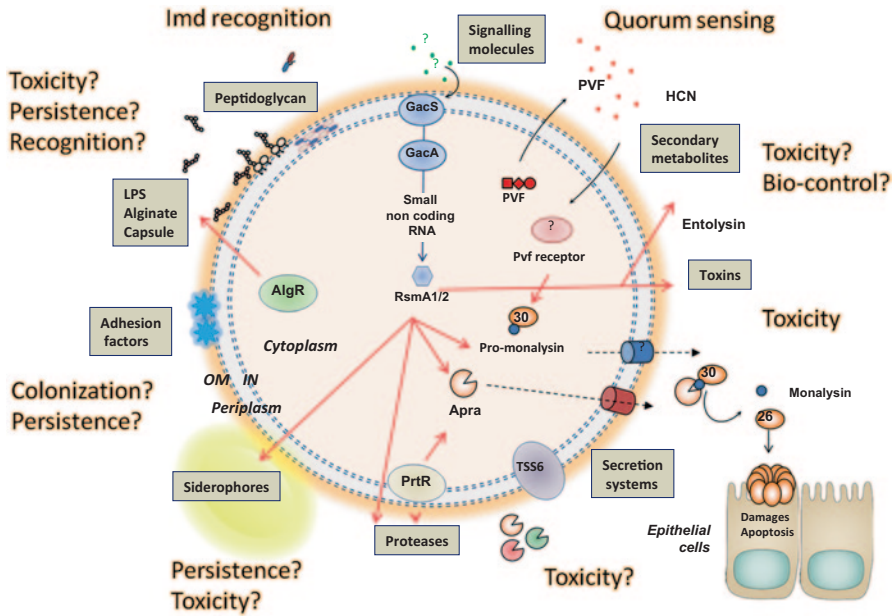 Imd recognition
Quorum sensing
?
?
Signalling
molecules
Toxicity?
Persistence?
Recognition?
Peptidoglycan
GacS
GacA
PVF
HCN
Secondary
metabolites
Toxicity?
Bio-control?
LPS
Alginate
Capsule
Small
non coding
RNA
PVF
?
Pvf receptor
Entolysin
Toxins
AlgR
RsmA1/2
Adhesion
factors
Cytoplasm
30
Pro-monalysin
?
Toxicity
OM IN
Periplasm
Apra
30
Monalysin
26
Colonization?
Persistence?
Siderophores
PrtR
TSS6
Secretion
systems
Proteases
Epithelial
cells
Damages
Apoptosis
Persistence?
Toxicity?
Toxicity?